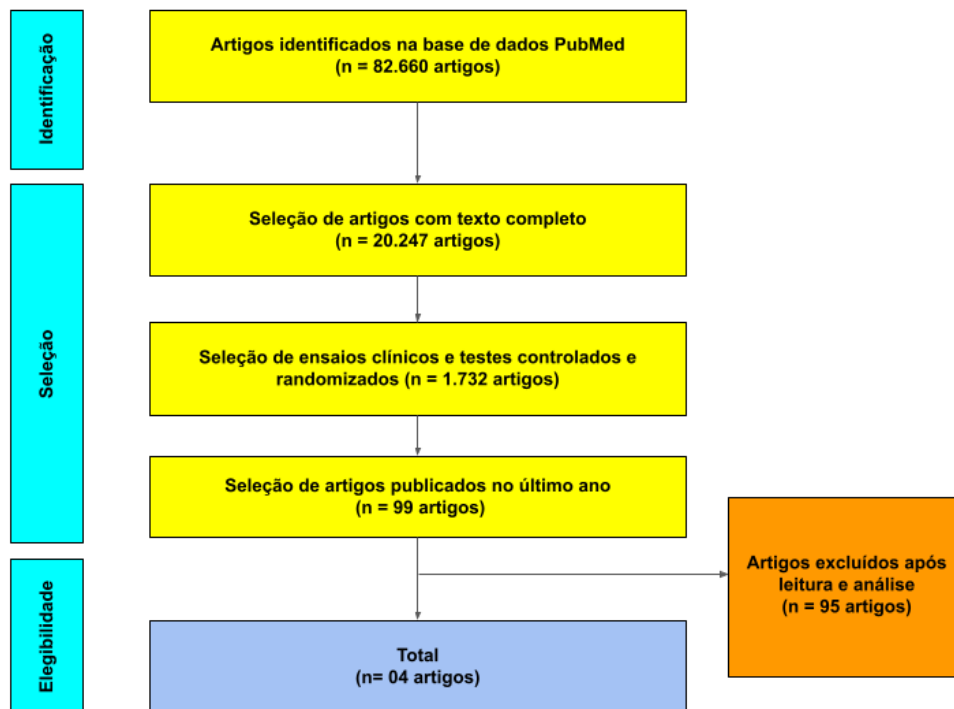 Identificação
Artigos identificados na base de dados PubMed
(n = 82.660 artigos)
Seleção
Seleção de artigos com texto completo
(n = 20.247 artigos)
Seleção de ensaios clínicos e testes controlados e
randomizados (n = 1.732 artigos)
Seleção de artigos publicados no último ano
(n = 99 artigos)
Artigos excluídos após
leitura e análise
(n = 95 artigos)
Elegibilidade
Total
(n= 04 artigos)